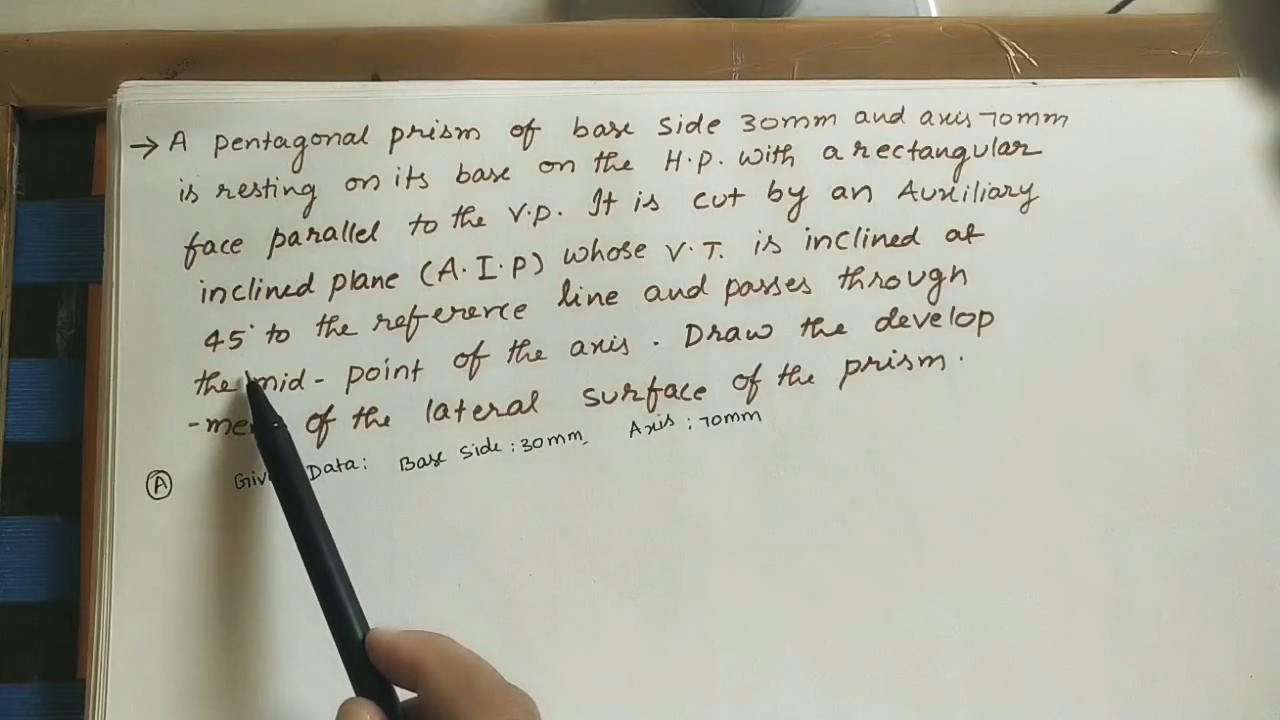 → A pentagonal prism of base side 30mm and axis 70mm
is resting on its base on the H.P. with a rectangular
face parallel to the V.P. It is cut by an Auxiliary
inclined plane (A.I.P) whose V.T. is inclined at
45° to the reference line and passes through
the mid-point of the axis. Draw the develop
of the lateral surface of the prism.
(A) Data: Base side: 30mm, Axis: 70mm